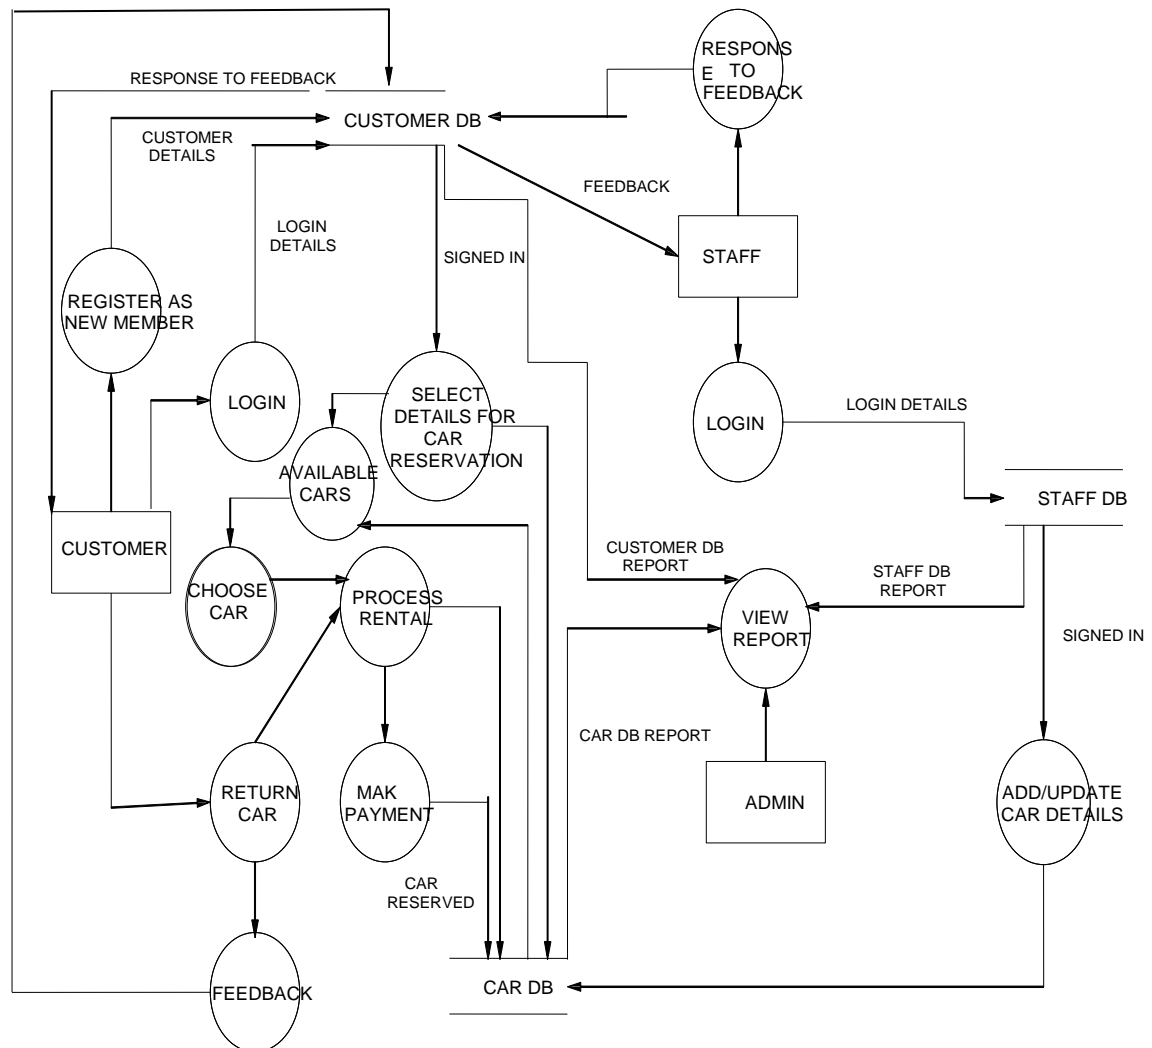 RESPONS
E TO
FEEDBACK
RESPONSE TO FEEDBACK
CUSTOMER DB
CUSTOMER
DETAILS
FEEDBACK
LOGIN
DETAILS
SIGNED IN
STAFF
REGISTER AS
NEW MEMBER
LOGIN
SELECT
DETAILS FOR
CAR
RESERVATION
LOGIN
LOGIN DETAILS
AVAILABLE
CARS
STAFF DB
CUSTOMER
CUSTOMER DB
REPORT
STAFF DB
REPORT
CHOOSE
CAR
PROCESS
RENTAL
VIEW
REPORT
SIGNED IN
CAR DB REPORT
RETURN
CAR
MAK
PAYMENT
ADMIN
ADD/UPDATE
CAR DETAILS
CAR
RESERVED
FEEDBACK
CAR DB